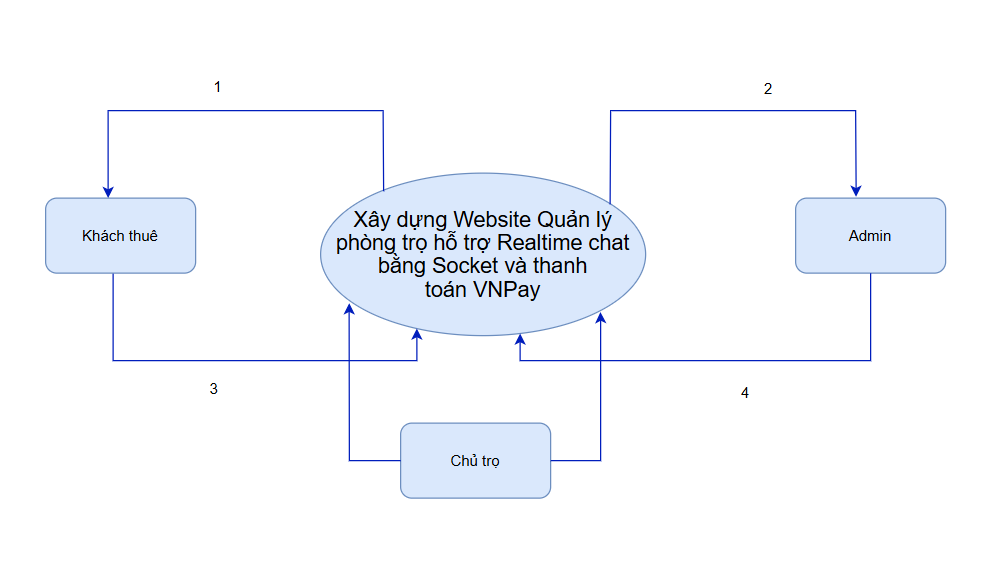 1
2
Khách thuê
Xây dựng Website Quản lý
phòng trọ hỗ trợ Realtime chat
bằng Socket và thanh
toán VNPay
Admin
3
4
Chủ trọ